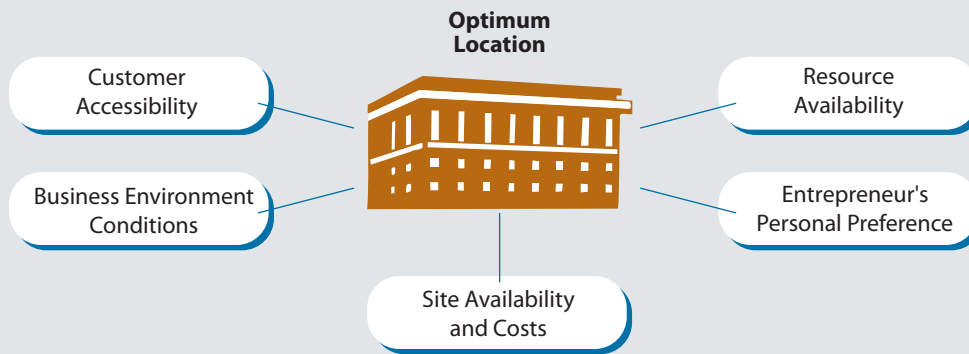 Optimum
Location
Customer
Accessibility
Resource
Availability
Business Environment
Conditions
Entrepreneur's
Personal Preference
Site Availability
and Costs